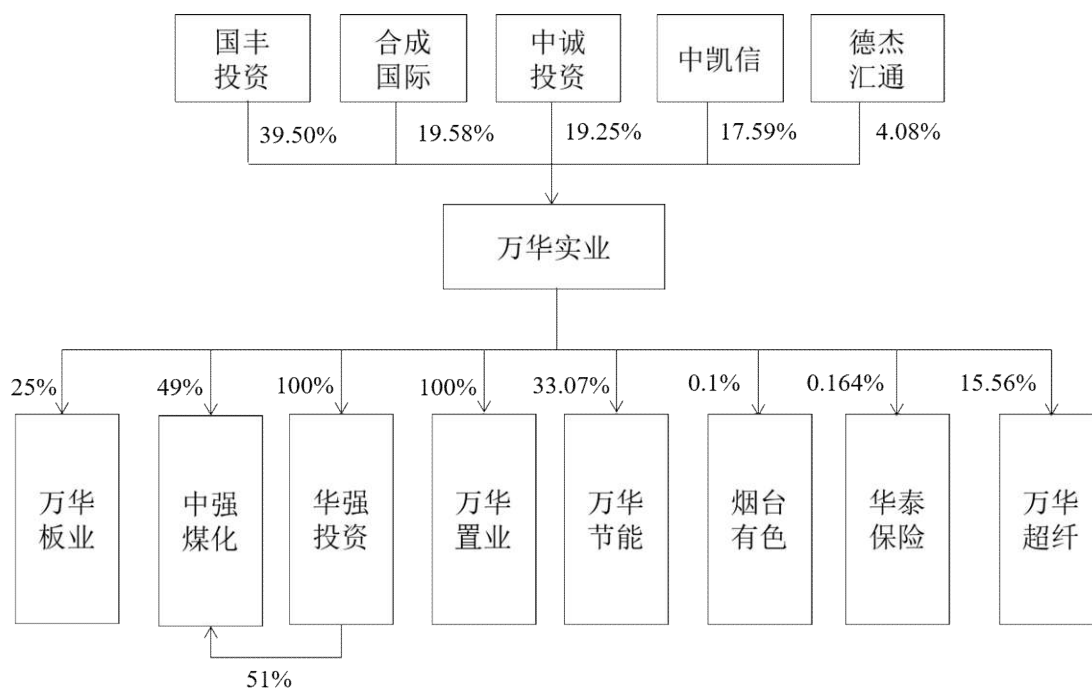 国丰
投资
合成
国际
中诚
投资
中凯信
德杰
汇通
39.50%
19.58%
19.25%
17.59%
4.08%
万华实业
25%
49%
100%
100%
33.07%
0.1%
0.164%
15.56%
万华
板业
中强
煤化
华强
投资
万华
置业
万华
节能
烟台
有色
华泰
保险
万华
超纤
51%